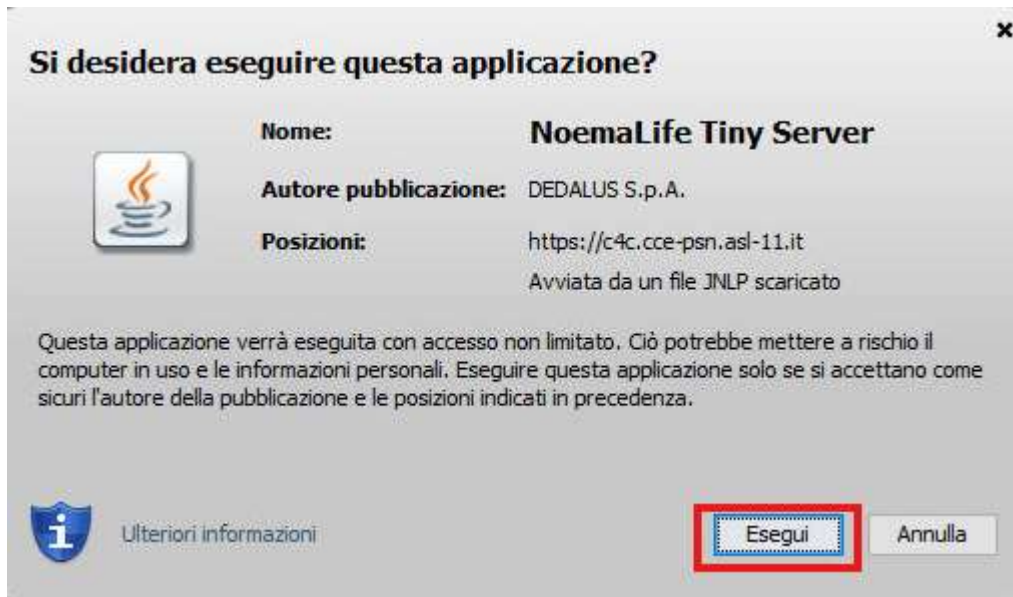 Si desidera eseguire questa applicazione?
Nome: NoemaLife Tiny Server
Autore pubblicazione: DEDALUS S.p.A.
Posizioni: https://c4c.cce-psn.asl-11.it
Avviata da un file JNLP scaricato
Questa applicazione verrà eseguita con accesso non limitato. Ciò potrebbe mettere a rischio il
computer in uso e le informazioni personali. Eseguire questa applicazione solo se si accettano come
sicuri l'autore della pubblicazione e le posizioni indicati in precedenza.
Ulteriori informazioni
Esegui Annulla